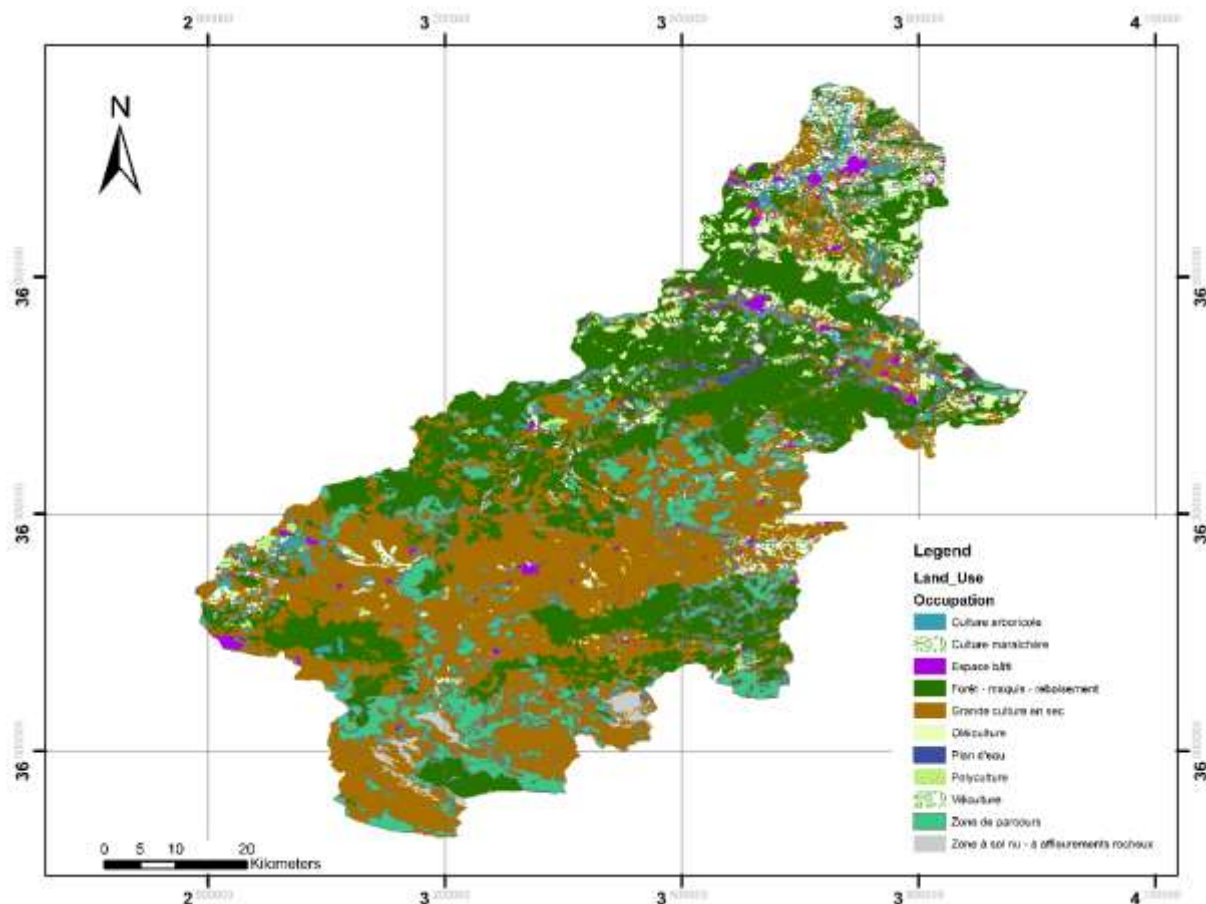 2 3 3 3 4
N
36 36
36 36
36 36
Legend
Land_Use
Occupation
Culture arboricole
Culture maraîchère
Espace bâti
Forêt - maquis - reboisement
Grande culture en sec
Oléiculture
Plan d'eau
Polyculture
Viticulture
Zone de parcours
Zone à sol nu - à affleurements rocheux
0 5 10 20
Kilometers
2 3 3 3 4